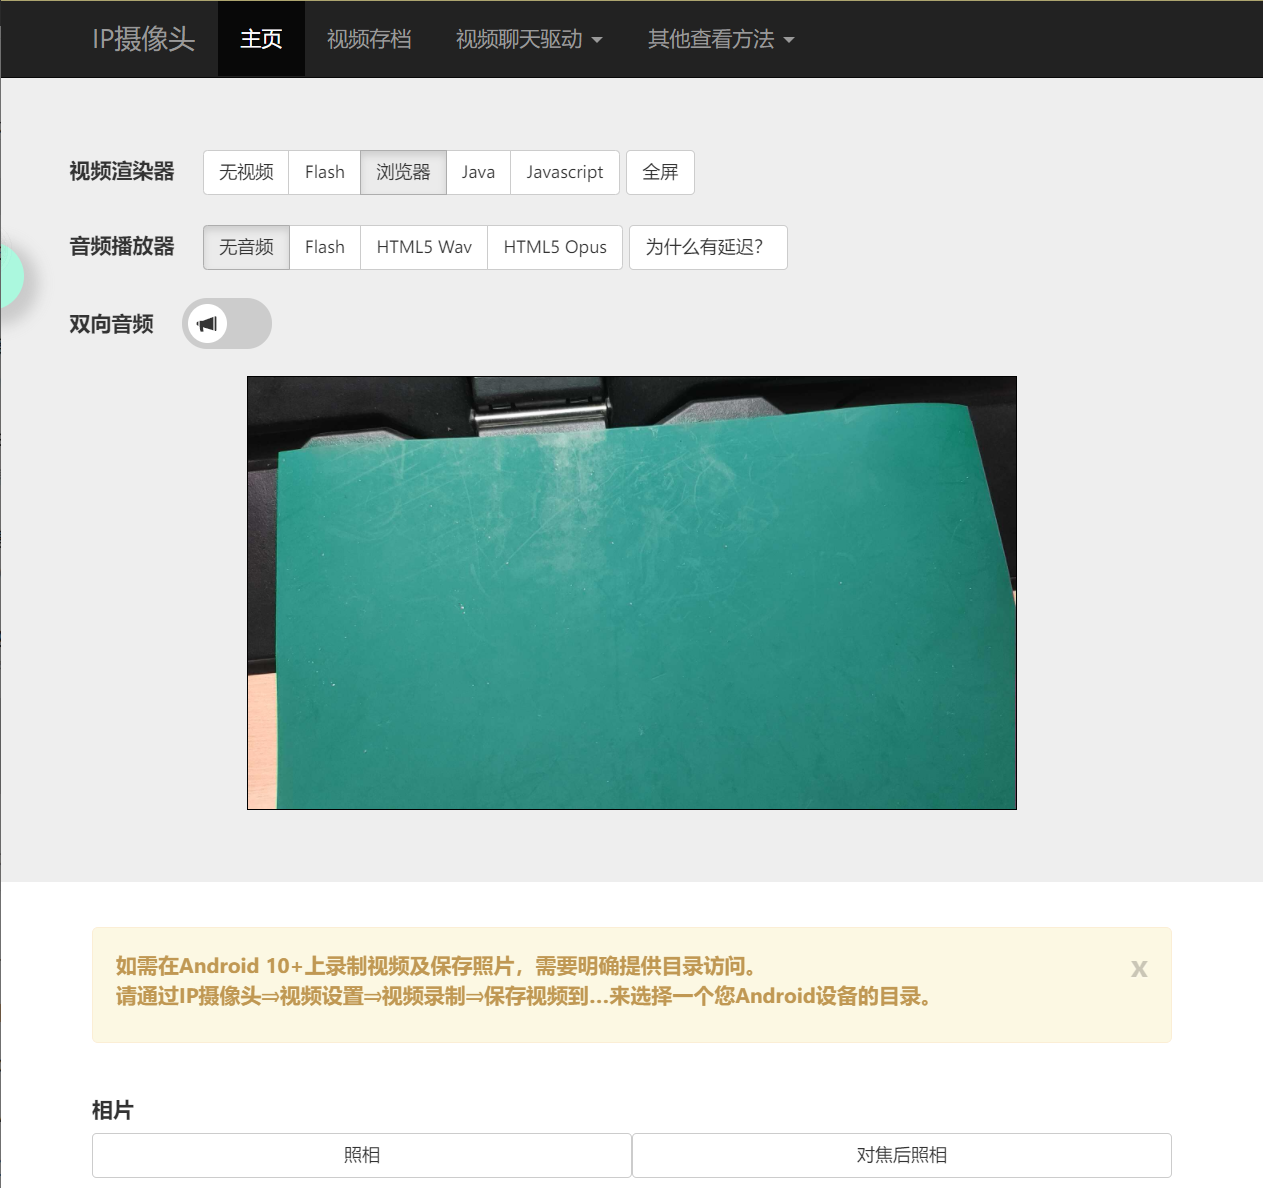 IP摄像头 主页 视频存档 视频聊天驱动 其他查看方法
视频渲染器 无视频 Flash 浏览器 Java Javascript 全屏
音频播放器 无音频 Flash HTML5 Wav HTML5 Opus 为什么有延迟?
双向音频
如需在Android 10+上录制视频及保存照片，需要明确提供目录访问。 x
请通过IP摄像头⇒视频设置⇒视频录制⇒保存视频到...来选择一个您Android设备的目录。
相片
照相 对焦后照相